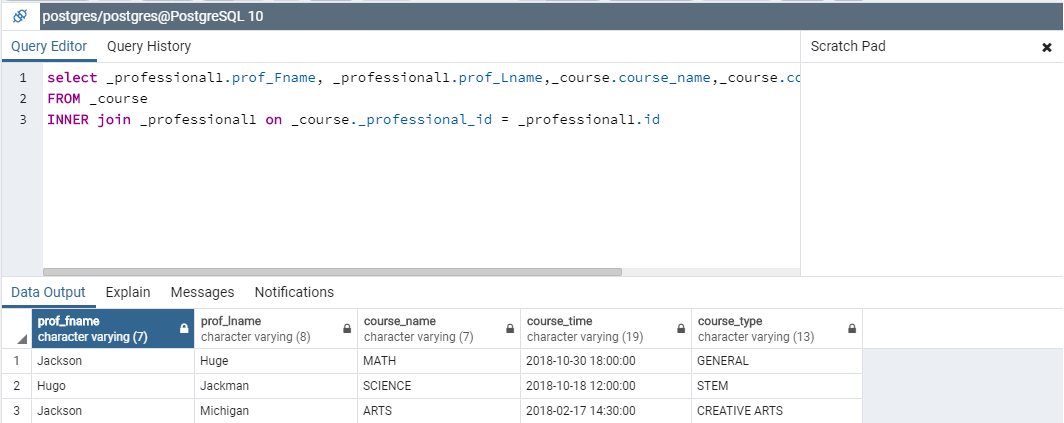 postgres/postgres@PostgreSQL 10
Query Editor Query History Scratch Pad
1 select _professional1.prof_Fname, _professional1.prof_Lname,_course.course_name,_course.co
2 FROM _course
3 INNER join _professional1 on _course._professional_id = _professional1.id
Data Output Explain Messages Notifications
prof_fname prof_lname course_name course_time course_type
character varying (7) character varying (8) character varying (7) character varying (19) character varying (13)
1 Jackson Huge MATH 2018-10-30 18:00:00 GENERAL
2 Hugo Jackman SCIENCE 2018-10-18 12:00:00 STEM
3 Jackson Michigan ARTS 2018-02-17 14:30:00 CREATIVE ARTS